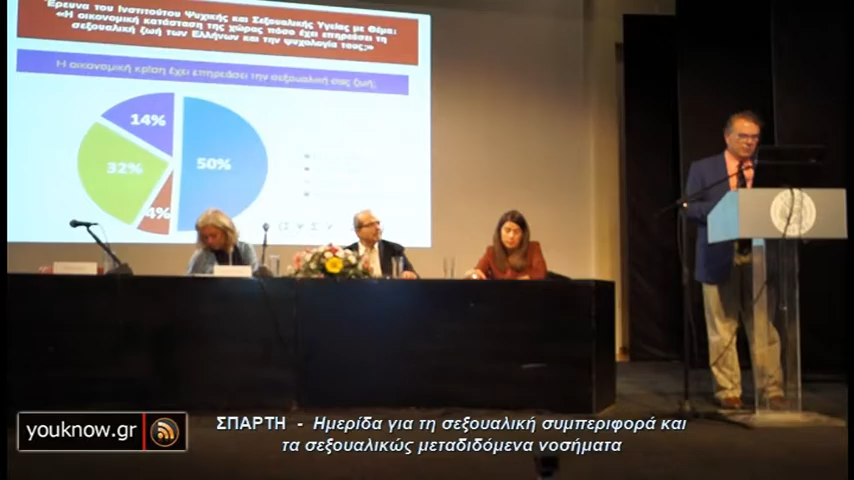 Έρευνα του Ινστιτούτου Ψυχικής και Σεξουαλικής Υγείας με Θέμα:
«Η οικονομική κατάσταση της χώρας πόσο έχει επηρεάσει τη
σεξουαλική ζωή των Ελλήνων και την ψυχολογία τους;»
Η οικονομική κρίση έχει επηρεάσει την σεξουαλική σας ζωή;
14%
50%
32%
4%
youknow.gr
ΣΠΑΡΤΗ - Ημερίδα για τη σεξουαλική συμπεριφορά και
τα σεξουαλικώς μεταδιδόμενα νοσήματα